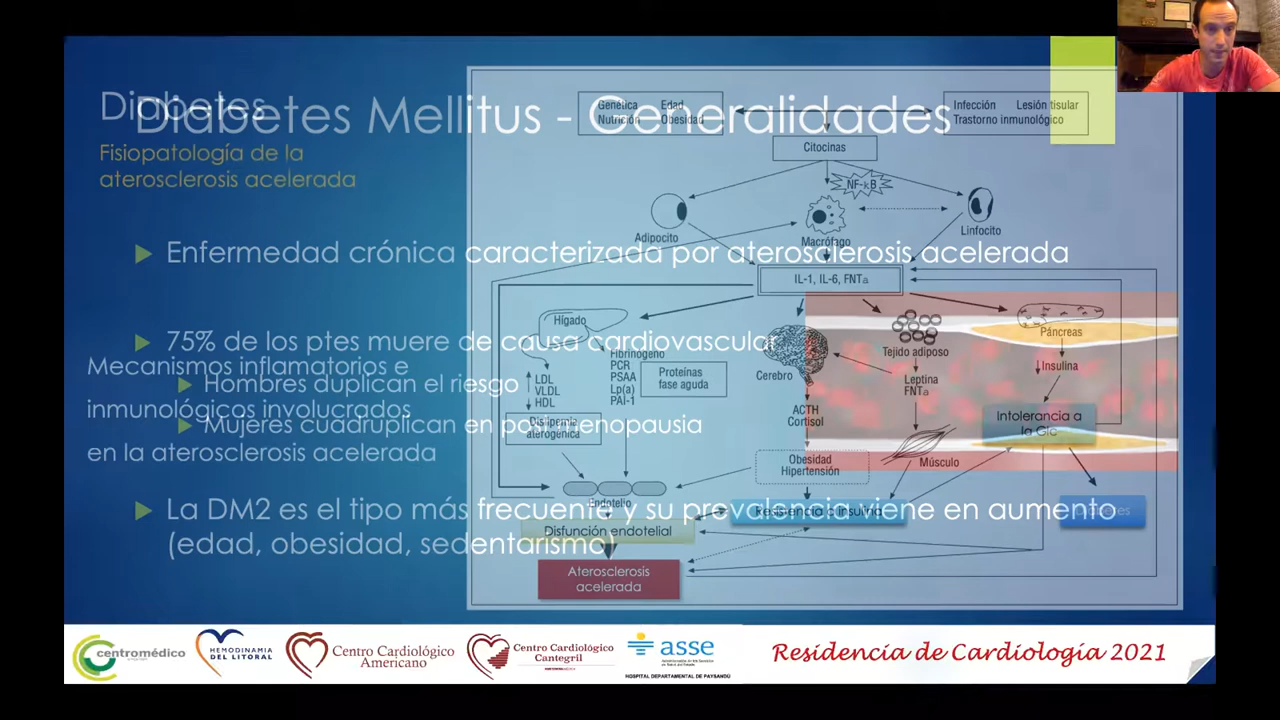 Diabetes Mellitus - Generalidades
Enfermedad crónica caracterizada por aterosclerosis acelerada
75% de los ptes muere de causa cardiovascular
Hombres duplican el riesgo
Mujeres cuadruplican en pos menopausia
La DM2 es el tipo más frecuente y su prevalencia viene en aumento
(edad, obesidad, sedentarismo)
Diabetes
Fisiopatología de la
aterosclerosis acelerada
Mecanismos inflamatorios e
inmunológicos involucrados
en la aterosclerosis acelerada
Genética Edad
Nutrición Obesidad
Infección Lesión tisular
Trastorno inmunológico
Citocinas
NF-kB
Adipocito
Macrófago
Linfocito
IL-1, IL-6, FNTa
Hígado
Fibrinógeno
PCR
PSAA
Lp(a)
PAI-1
LDL
VLDL
HDL
Proteínas
fase aguda
Dislipemia
aterogénica
Cerebro
ACTH
Cortisol
Obesidad
Hipertensión
Tejido adiposo
Leptina
FNTa
Músculo
Páncreas
Insulina
Intolerancia a
la Glc
Endotelio
Disfunción endotelial
Resistencia a insulina
Aterosclerosis
acelerada
centromédico
HEMODINAMIA
DEL LITORAL
Centro Cardiológico
Americano
Centro Cardiológico
Cantegril
asse
HOSPITAL DEPARTAMENTAL DE PAYSANDÚ
Residencia de Cardiología 2021